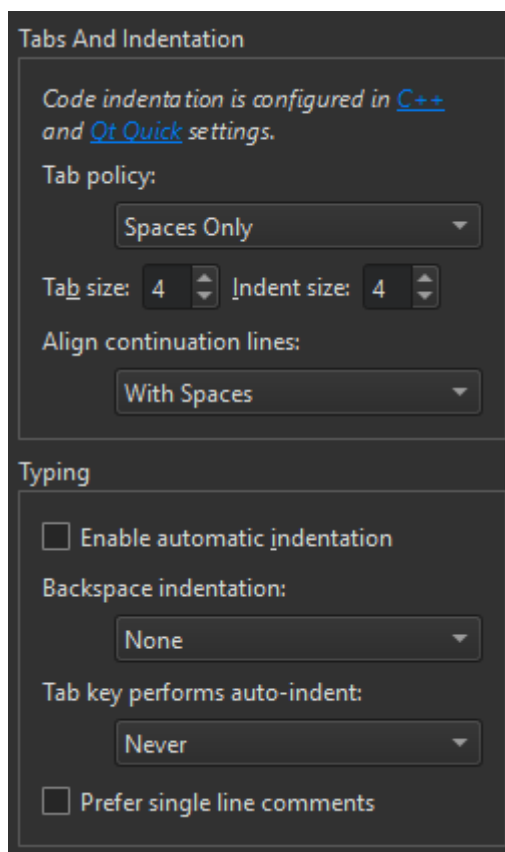 Tabs And Indentation
Code indentation is configured in C++
and Qt Quick settings.
Tab policy:
Spaces Only
Tab size: 4 Indent size: 4
Align continuation lines:
With Spaces
Typing
Enable automatic indentation
Backspace indentation:
None
Tab key performs auto-indent:
Never
Prefer single line comments